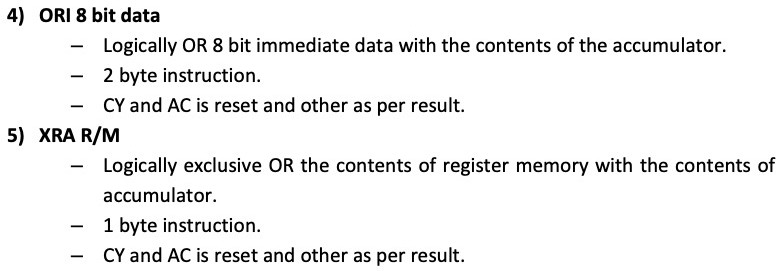 4) ORI 8 bit data
– Logically OR 8 bit immediate data with the contents of the accumulator.
– 2 byte instruction.
– CY and AC is reset and other as per result.
5) XRA R/M
– Logically exclusive OR the contents of register memory with the contents of
accumulator.
– 1 byte instruction.
– CY and AC is reset and other as per result.